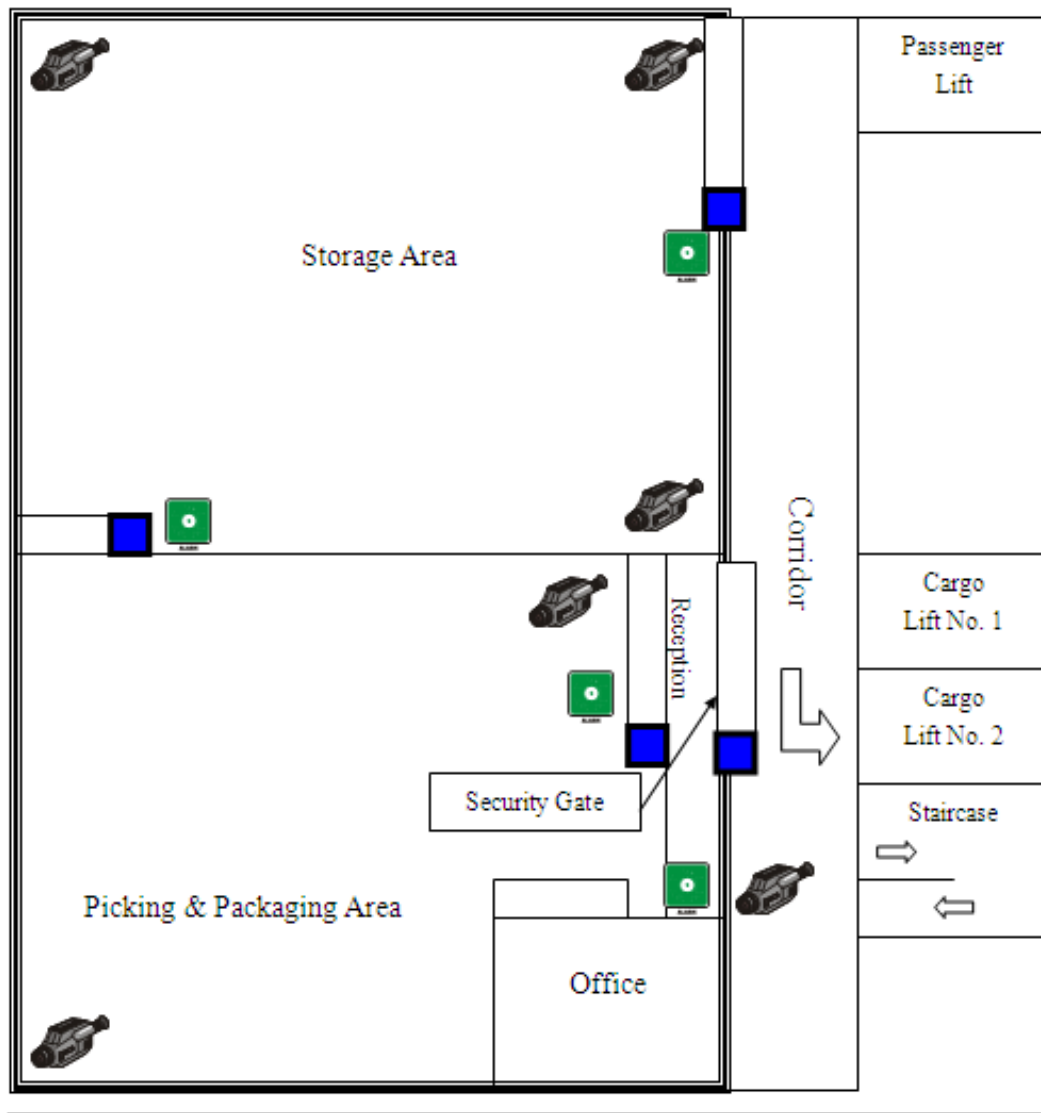 Passenger
Lift
Storage Area
Corridor
Cargo
Lift No. 1
Reception
Cargo
Lift No. 2
Security Gate
Staircase
Picking & Packaging Area
Office